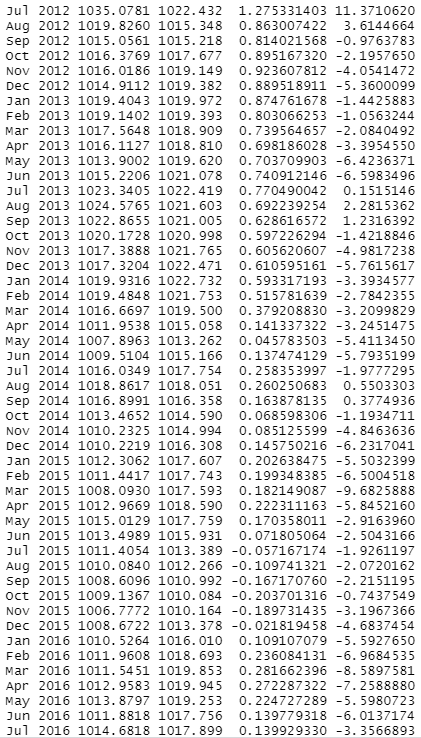 Jul 2012 1035.0781 1022.432 1.275331403 11.3710620
Aug 2012 1019.8260 1015.348 0.863007422 3.6144664
Sep 2012 1015.0561 1015.218 0.814021568 -0.9763783
Oct 2012 1016.3769 1017.677 0.895167320 -2.1957650
Nov 2012 1016.0186 1019.149 0.923607812 -4.0541472
Dec 2012 1014.9112 1019.382 0.889518911 -5.3600099
Jan 2013 1019.4043 1019.972 0.874761678 -1.4425883
Feb 2013 1019.1402 1019.393 0.803066253 -1.0563244
Mar 2013 1017.5648 1018.909 0.739564657 -2.0840492
Apr 2013 1016.1127 1018.810 0.698186028 -3.3954550
May 2013 1013.9002 1019.620 0.703709903 -6.4236371
Jun 2013 1015.2206 1021.078 0.740912146 -6.5983496
Jul 2013 1023.3405 1022.419 0.770490042 0.1515146
Aug 2013 1024.5765 1021.603 0.692239254 2.2815362
Sep 2013 1022.8655 1021.005 0.628616572 1.2316392
Oct 2013 1020.1728 1020.998 0.597226294 -1.4218846
Nov 2013 1017.3888 1021.765 0.605620607 -4.9817238
Dec 2013 1017.3204 1022.471 0.610595161 -5.7615617
Jan 2014 1019.9316 1022.732 0.593317193 -3.3934577
Feb 2014 1019.4848 1021.753 0.515781639 -2.7842355
Mar 2014 1016.6697 1019.500 0.379208830 -3.2099829
Apr 2014 1011.9538 1015.058 0.141337322 -3.2451475
May 2014 1007.8963 1013.262 0.045783503 -5.4113450
Jun 2014 1009.5104 1015.166 0.137474129 -5.7935199
Jul 2014 1016.0349 1017.754 0.258353997 -1.9777295
Aug 2014 1018.8617 1018.051 0.260250683 0.5503303
Sep 2014 1016.8991 1016.358 0.163878135 0.3774936
Oct 2014 1013.4652 1014.590 0.068598306 -1.1934711
Nov 2014 1010.2325 1014.994 0.085125599 -4.8463636
Dec 2014 1010.2219 1016.308 0.145750216 -6.2317041
Jan 2015 1012.3062 1017.607 0.202638475 -5.5032399
Feb 2015 1011.4417 1017.743 0.199348385 -6.5004518
Mar 2015 1008.0930 1017.593 0.182149087 -9.6825888
Apr 2015 1012.9669 1018.590 0.222311163 -5.8452160
May 2015 1015.0129 1017.759 0.170358011 -2.9163960
Jun 2015 1013.4989 1015.931 0.071805064 -2.5043166
Jul 2015 1011.4054 1013.389 -0.057167174 -1.9261197
Aug 2015 1010.0840 1012.266 -0.109741321 -2.0720162
Sep 2015 1008.6096 1010.992 -0.167170760 -2.2151195
Oct 2015 1009.1367 1010.084 -0.203701316 -0.7437549
Nov 2015 1006.7772 1010.164 -0.189731435 -3.1967366
Dec 2015 1008.6722 1013.378 -0.021819458 -4.6837454
Jan 2016 1010.5264 1016.010 0.109107079 -5.5927650
Feb 2016 1011.9608 1018.693 0.236084131 -6.9684535
Mar 2016 1011.5451 1019.853 0.281662396 -8.5897581
Apr 2016 1012.9583 1019.945 0.272287322 -7.2588880
May 2016 1013.8797 1019.253 0.224727289 -5.5980723
Jun 2016 1011.8818 1017.756 0.139779318 -6.0137174
Jul 2016 1014.6818 1017.899 0.139929330 -3.3566893